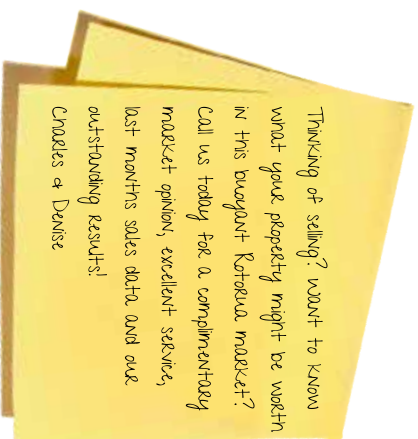 Thinking of selling? Want to know
what your property might be worth
in this buoyant Rotorua market?
Call us today for a complimentary
market opinion, excellent service,
last months sales data and our
outstanding results!
Charles & Denise